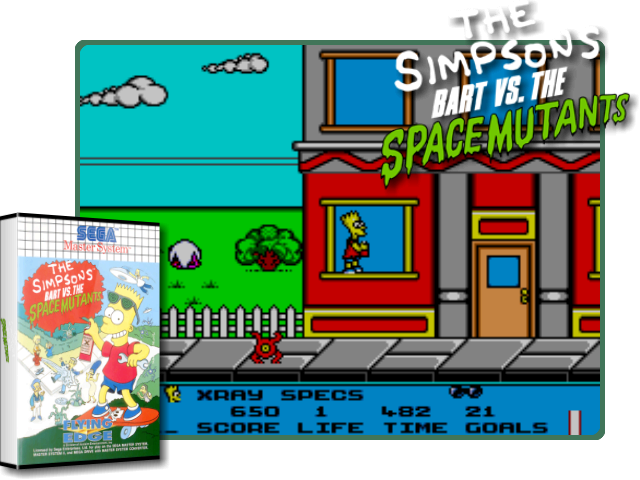 THE
SIMPSONS
BART VS. THE
SPACE MUTANTS
SEGA
Master System
THE
SIMPSONS
BART VS. THE
SPACE MUTANTS
FLYING
EDGE
XRAY SPECS
650 1 482 21
SCORE LIFE TIME GOALS